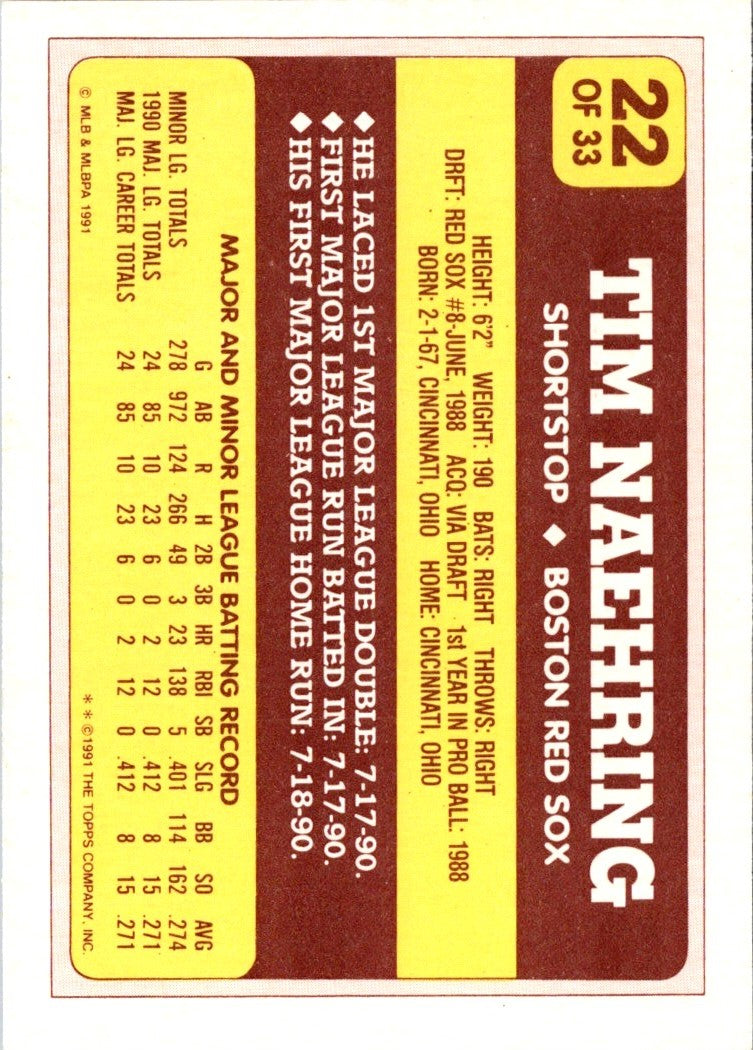 22
OF 33
TIM NAEHRING
SHORTSTOP ◆ BOSTON RED SOX
HEIGHT: 6'2" WEIGHT: 190 BATS: RIGHT THROWS: RIGHT
DRFT: RED SOX #8-JUNE, 1988 ACQ: VIA DRAFT 1st YEAR IN PRO BALL: 1988
BORN: 2-1-67, CINCINNATI, OHIO HOME: CINCINNATI, OHIO
◆ HE LACED 1ST MAJOR LEAGUE DOUBLE: 7-17-90.
◆ FIRST MAJOR LEAGUE RUN BATTED IN: 7-17-90.
◆ HIS FIRST MAJOR LEAGUE HOME RUN: 7-18-90.
MAJOR AND MINOR LEAGUE BATTING RECORD
G AB R H 2B 3B HR RBI SB SLG BB SO AVG
MINOR LG. TOTALS 278 972 124 266 49 3 23 138 5 .401 114 162 .274
1990 MAJ. LG. TOTALS 24 85 10 23 6 0 2 12 0 .412 8 15 .271
MAJ. LG. CAREER TOTALS 24 85 10 23 6 0 2 12 0 .412 8 15 .271
© MLB & MLBPA 1991 * * © 1991 THE TOPPS COMPANY, INC.